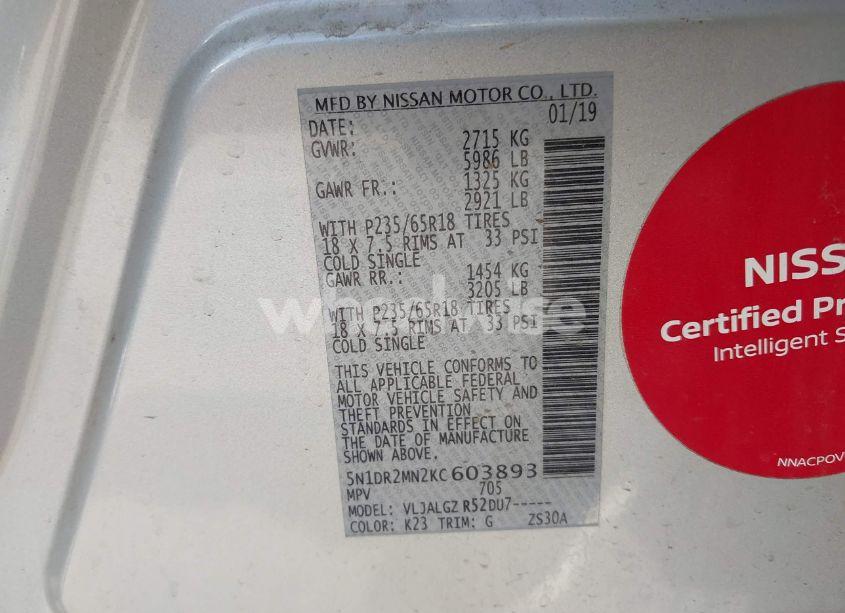 MFD BY NISSAN MOTOR CO., LTD.
DATE: 01/19
GVWR: 2715 KG
5986 LB
GAWR FR.: 1325 KG
2921 LB
WITH P235/65R18 TIRES
18 X 7.5 RIMS AT 33 PSI
COLD SINGLE
GAWR RR.: 1454 KG
3205 LB
WITH P235/65R18 TIRES
18 X 7.5 RIMS AT 33 PSI
COLD SINGLE
THIS VEHICLE CONFORMS TO
ALL APPLICABLE FEDERAL
MOTOR VEHICLE SAFETY AND
THEFT PREVENTION
STANDARDS IN EFFECT ON
THE DATE OF MANUFACTURE
SHOWN ABOVE.
5N1DR2MN2KC603893
MPV 705
MODEL: VLJALGZ R52DU7-----
COLOR: K23 TRIM: G ZS30A
NISS
Certified Pr
Intelligent S
NNACPOV